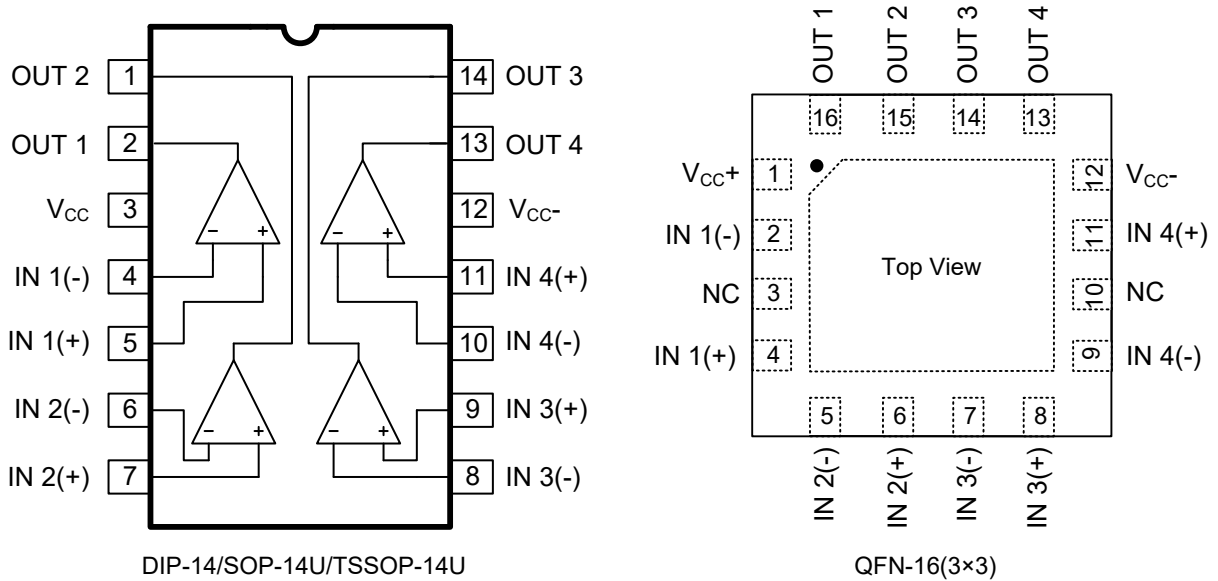 OUT 2 1 14 OUT 3
OUT 1 2 13 OUT 4
VCC 3 12 VCC-
- + - +
IN 1(-) 4 11 IN 4(+)
IN 1(+) 5 10 IN 4(-)
IN 2(-) 6 9 IN 3(+)
- + - +
IN 2(+) 7 8 IN 3(-)
DIP-14/SOP-14U/TSSOP-14U
OUT 1 OUT 2 OUT 3 OUT 4
16 15 14 13
VCC+ 1 12 VCC-
IN 1(-) 2 11 IN 4(+)
Top View
NC 3 10 NC
IN 1(+) 4 9 IN 4(-)
5 6 7 8
IN 2(-) IN 2(+) IN 3(-) IN 3(+)
QFN-16(3×3)